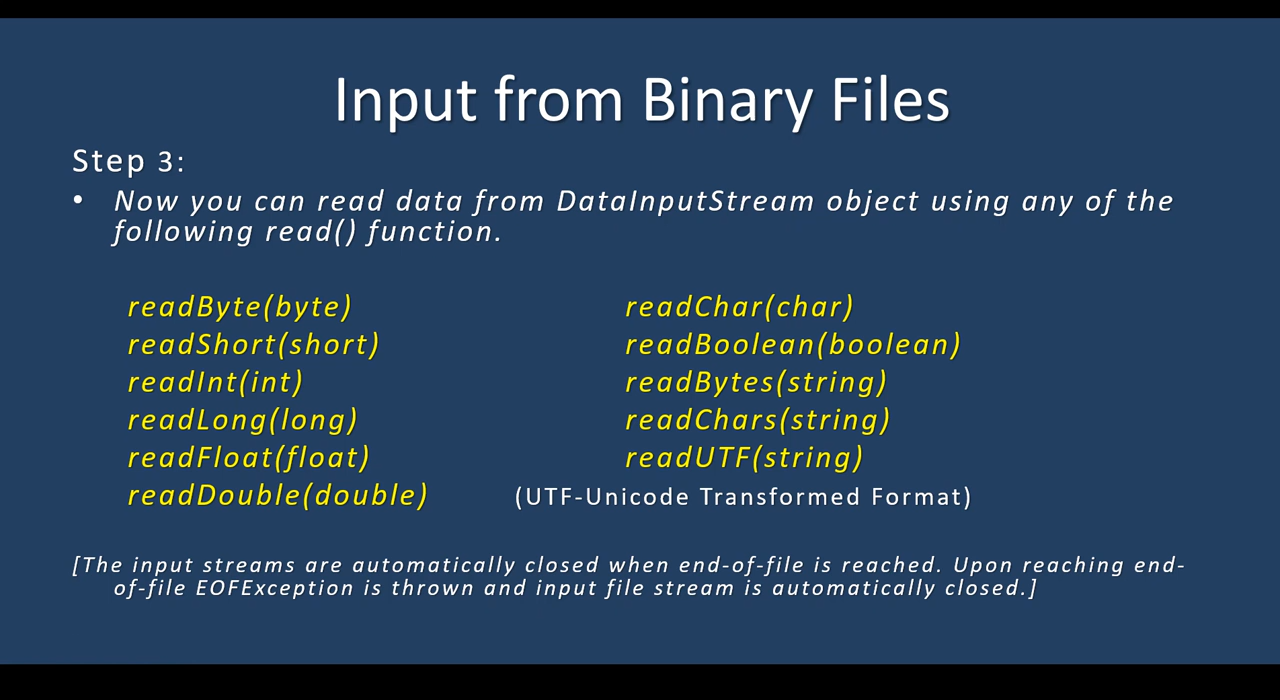 Input from Binary Files
Step 3:
• Now you can read data from DataInputStream object using any of the
following read() function.
readByte(byte)
readShort(short)
readInt(int)
readLong(long)
readFloat(float)
readDouble(double)
readChar(char)
readBoolean(boolean)
readBytes(string)
readChars(string)
readUTF(string)
(UTF-Unicode Transformed Format)
[The input streams are automatically closed when end-of-file is reached. Upon reaching end-
of-file EOFException is thrown and input file stream is automatically closed.]